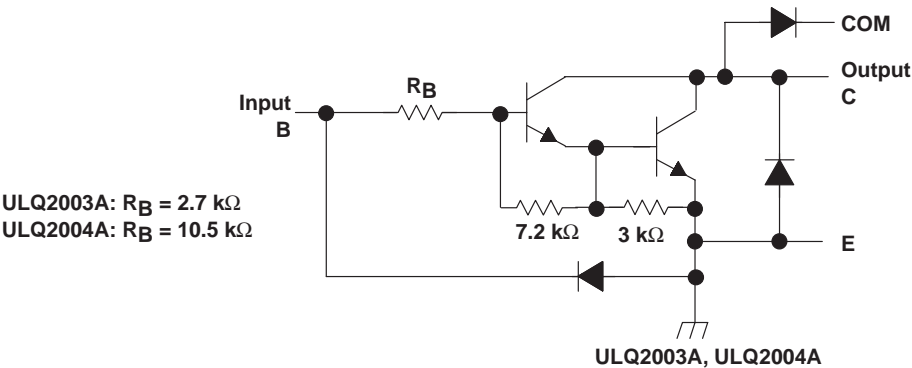 COM
Output
C
RB
Input
B
ULQ2003A: RB = 2.7 kΩ
ULQ2004A: RB = 10.5 kΩ
7.2 kΩ
3 kΩ
E
ULQ2003A, ULQ2004A